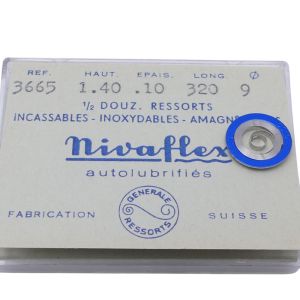 REF. HAUT. EPAIS. LONG. Ø
3665 1.40 .10 320 9
½ DOUZ. RESSORTS
INCASSABLES - INOXYDABLES - AMAGNE
Nivaflex
autolubrifiés
GENERALE RESSORTS
FABRICATION SUISSE